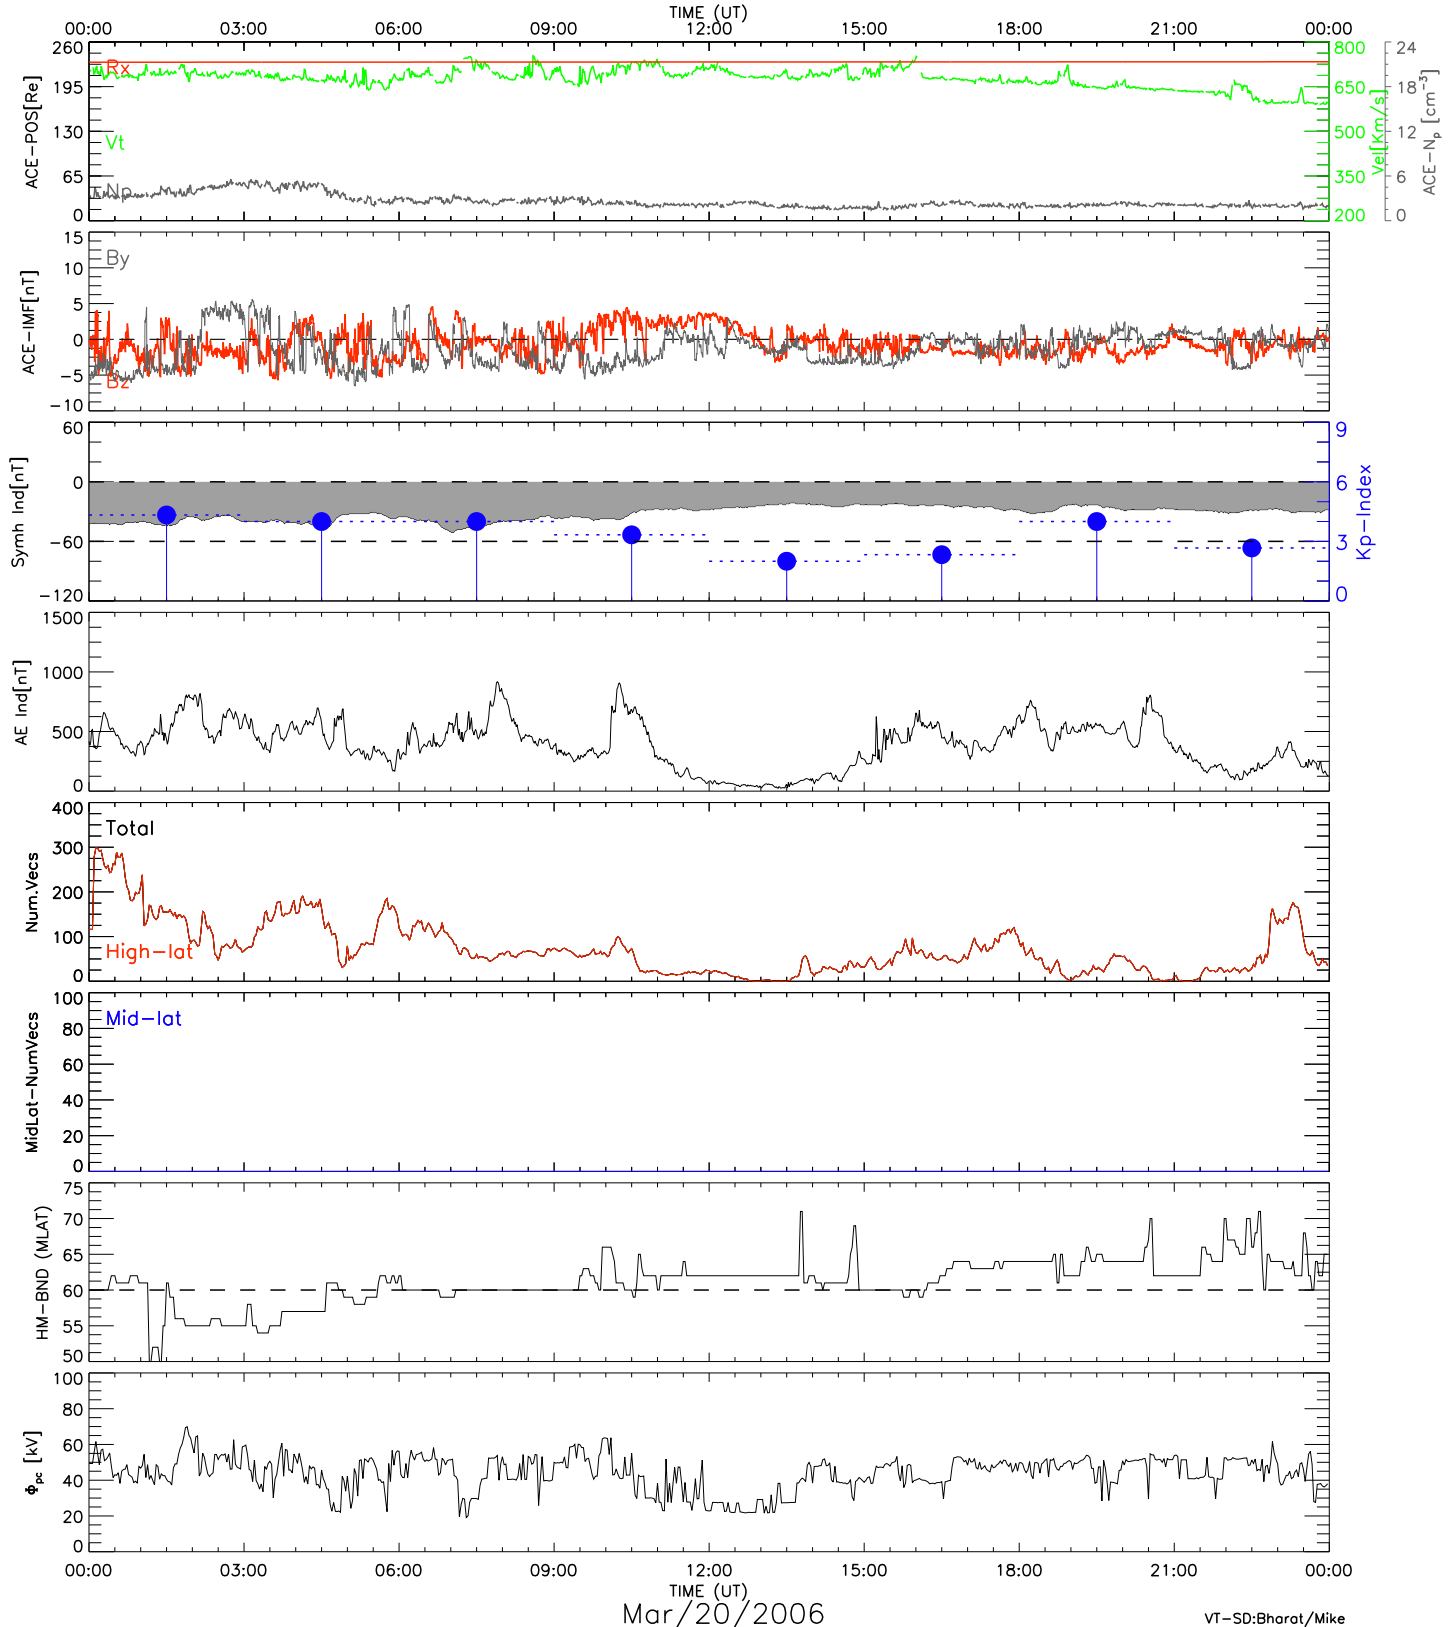 TIME (UT)
00:00 03:00 06:00 09:00 12:00 15:00 18:00 21:00 00:00
ACE-POS[Re]
260
195
130
65
0
Rx
Vt
Np
800
650
500
350
200
Vel[Km/s]
24
18
12
6
0
ACE-Np [cm⁻³]
ACE-IMF[nT]
15
10
5
0
-5
-10
By
Bz
Symh Ind[nT]
60
0
-60
-120
9
6
3
0
Kp-Index
AE Ind[nT]
1500
1000
500
0
Num.Vecs
400
300
200
100
0
Total
High-lat
MidLat-NumVecs
100
80
60
40
20
0
Mid-lat
HM-BND (MLAT)
75
70
65
60
55
50
Φpc [kV]
100
80
60
40
20
0
00:00 03:00 06:00 09:00 12:00 15:00 18:00 21:00 00:00
TIME (UT)
Mar/20/2006
VT-SD:Bharat/Mike